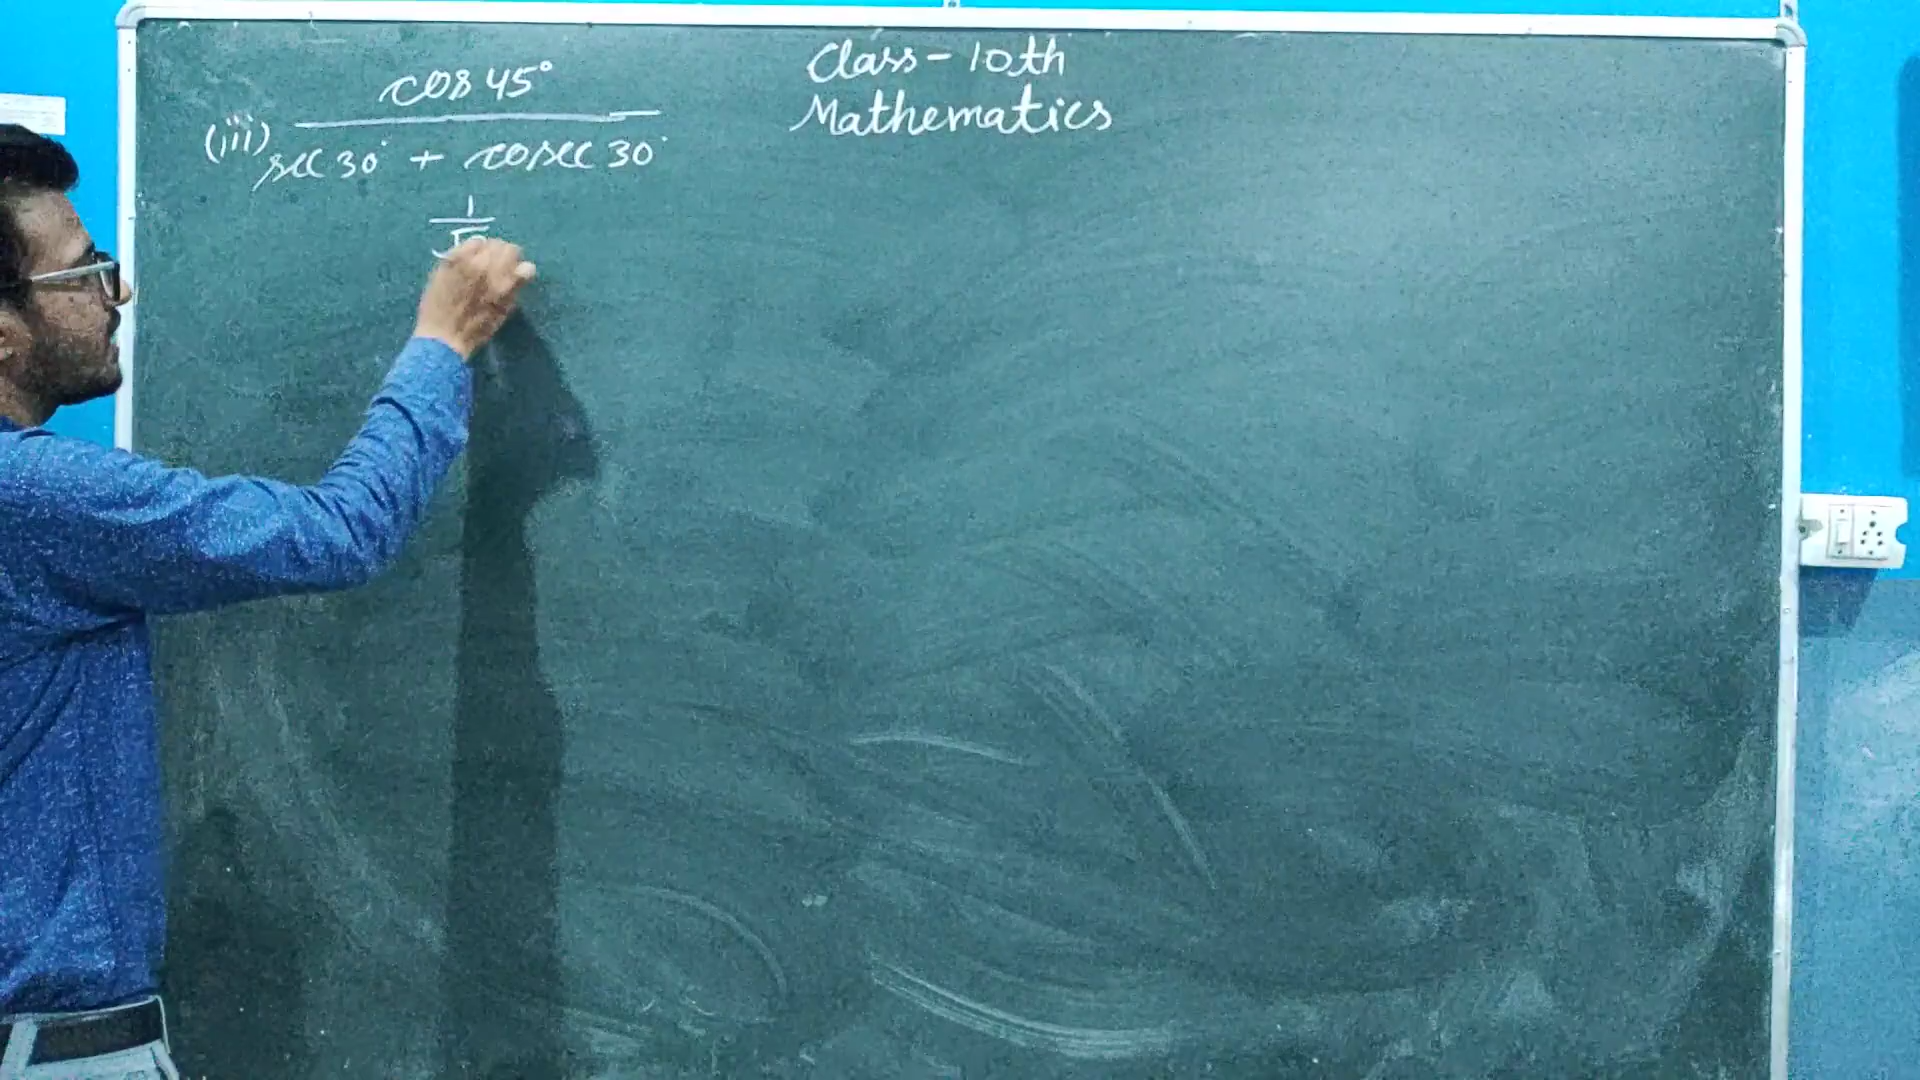 cos 45°
(iii) sec 30° + cosec 30°
1
Class - 10th
Mathematics